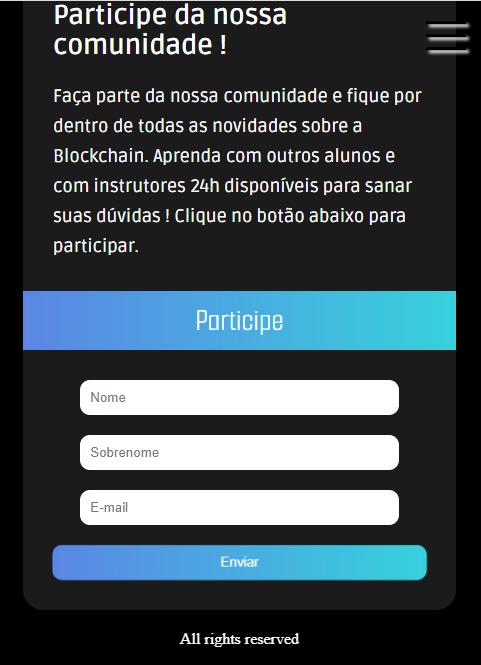 Participe da nossa
comunidade !
Faça parte da nossa comunidade e fique por
dentro de todas as novidades sobre a
Blockchain. Aprenda com outros alunos e
com instrutores 24h disponíveis para sanar
suas dúvidas ! Clique no botão abaixo para
participar.
Participe
Nome
Sobrenome
E-mail
Enviar
All rights reserved